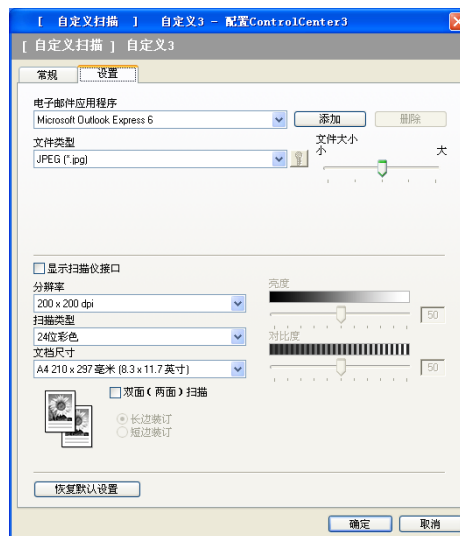 [ 自定义扫描 ] 自定义3 - 配置ControlCenter3
[ 自定义扫描 ] 自定义3
常规 设置
电子邮件应用程序
Microsoft Outlook Express 6 添加 删除
文件类型 文件大小
小 大
JPEG (*.jpg)
显示扫描仪接口
分辨率 亮度
200 x 200 dpi 50
扫描类型
24位彩色 对比度
文档尺寸
A4 210 x 297 毫米 (8.3 x 11.7 英寸) 50
双面 ( 两面 ) 扫描
长边装订
短边装订
恢复默认设置
确定 取消